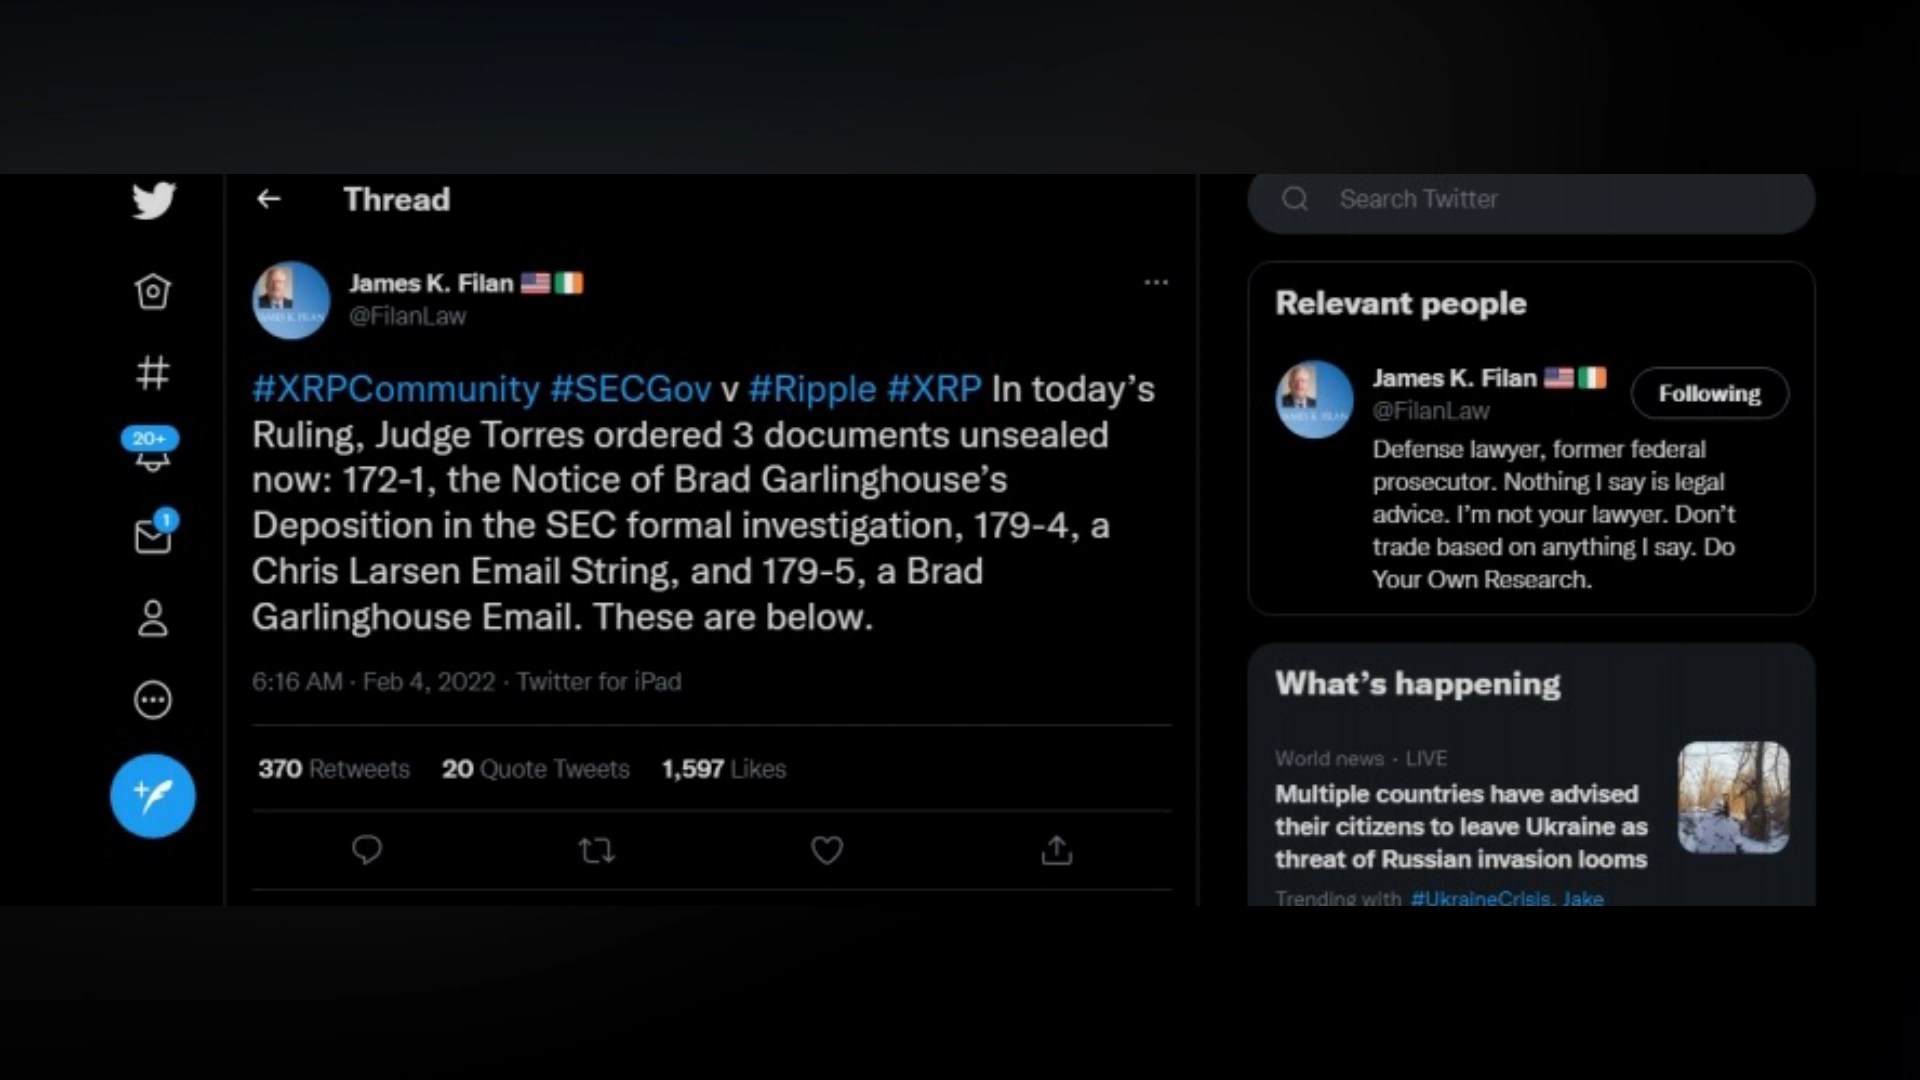 Thread
James K. Filan 🇺🇸🇮🇪
@FilanLaw
#XRPCommunity #SECGov v #Ripple #XRP In today’s
Ruling, Judge Torres ordered 3 documents unsealed
now: 172-1, the Notice of Brad Garlinghouse’s
Deposition in the SEC formal investigation, 179-4, a
Chris Larsen Email String, and 179-5, a Brad
Garlinghouse Email. These are below.
6:16 AM · Feb 4, 2022 · Twitter for iPad
370 Retweets 20 Quote Tweets 1,597 Likes
20+
1
Search Twitter
Relevant people
James K. Filan 🇺🇸🇮🇪
@FilanLaw
Following
Defense lawyer, former federal
prosecutor. Nothing I say is legal
advice. I’m not your lawyer. Don’t
trade based on anything I say. Do
Your Own Research.
What’s happening
World news · LIVE
Multiple countries have advised
their citizens to leave Ukraine as
threat of Russian invasion looms
Trending with #UkraineCrisis, Jake